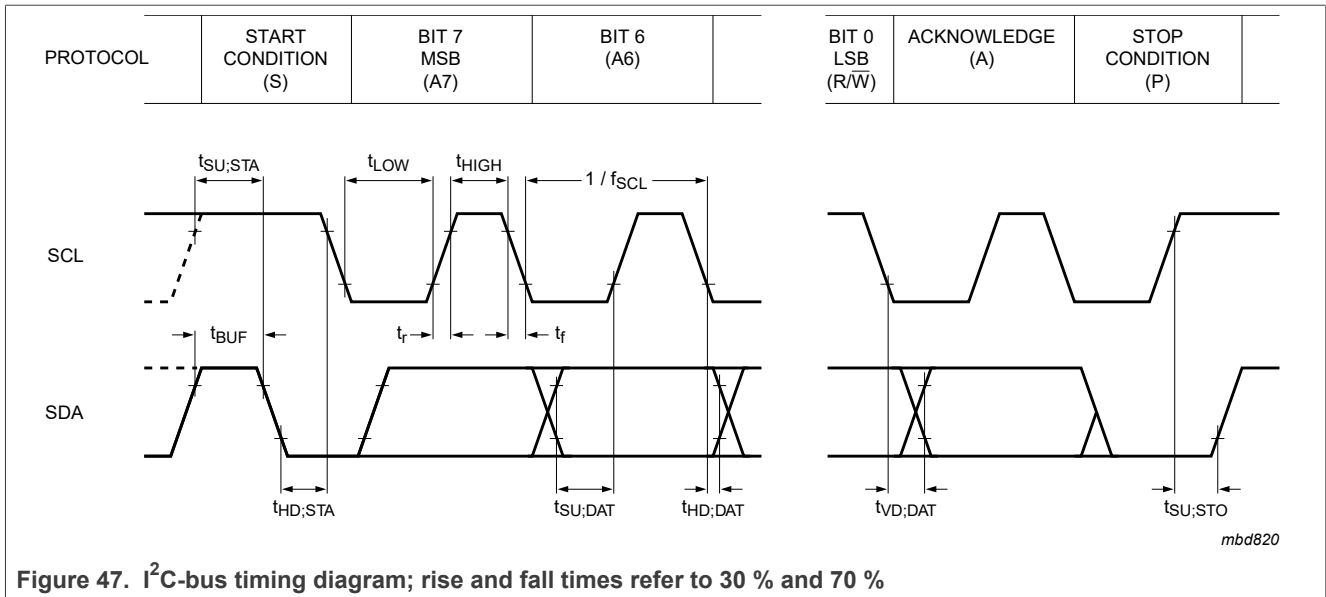 PROTOCOL
START
CONDITION
(S)
BIT 7
MSB
(A7)
BIT 6
(A6)
BIT 0
LSB
(R/W̅)
ACKNOWLEDGE
(A)
STOP
CONDITION
(P)
tSU;STA
tLOW
tHIGH
1 / fSCL
SCL
tBUF
tr
tf
SDA
tHD;STA
tSU;DAT
tHD;DAT
tVD;DAT
tSU;STO
mbd820
Figure 47. I²C-bus timing diagram; rise and fall times refer to 30 % and 70 %